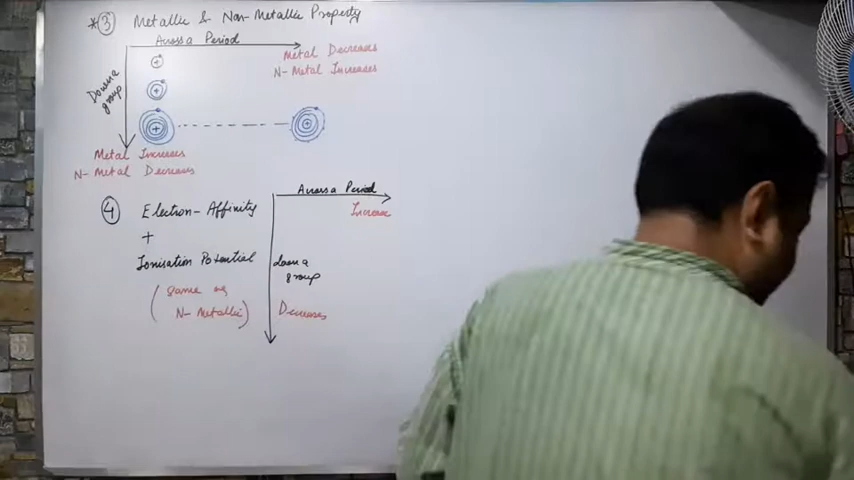 *③ Metallic & Non-Metallic Property
Across a Period
Metal Decreases
N-Metal Increases
Down a
group
Metal Increases
N-Metal Decreases
④ Electron-Affinity
+
Ionisation Potential
(same as
N-Metallic)
Across a Period
Increase
Down a
group
Decreases